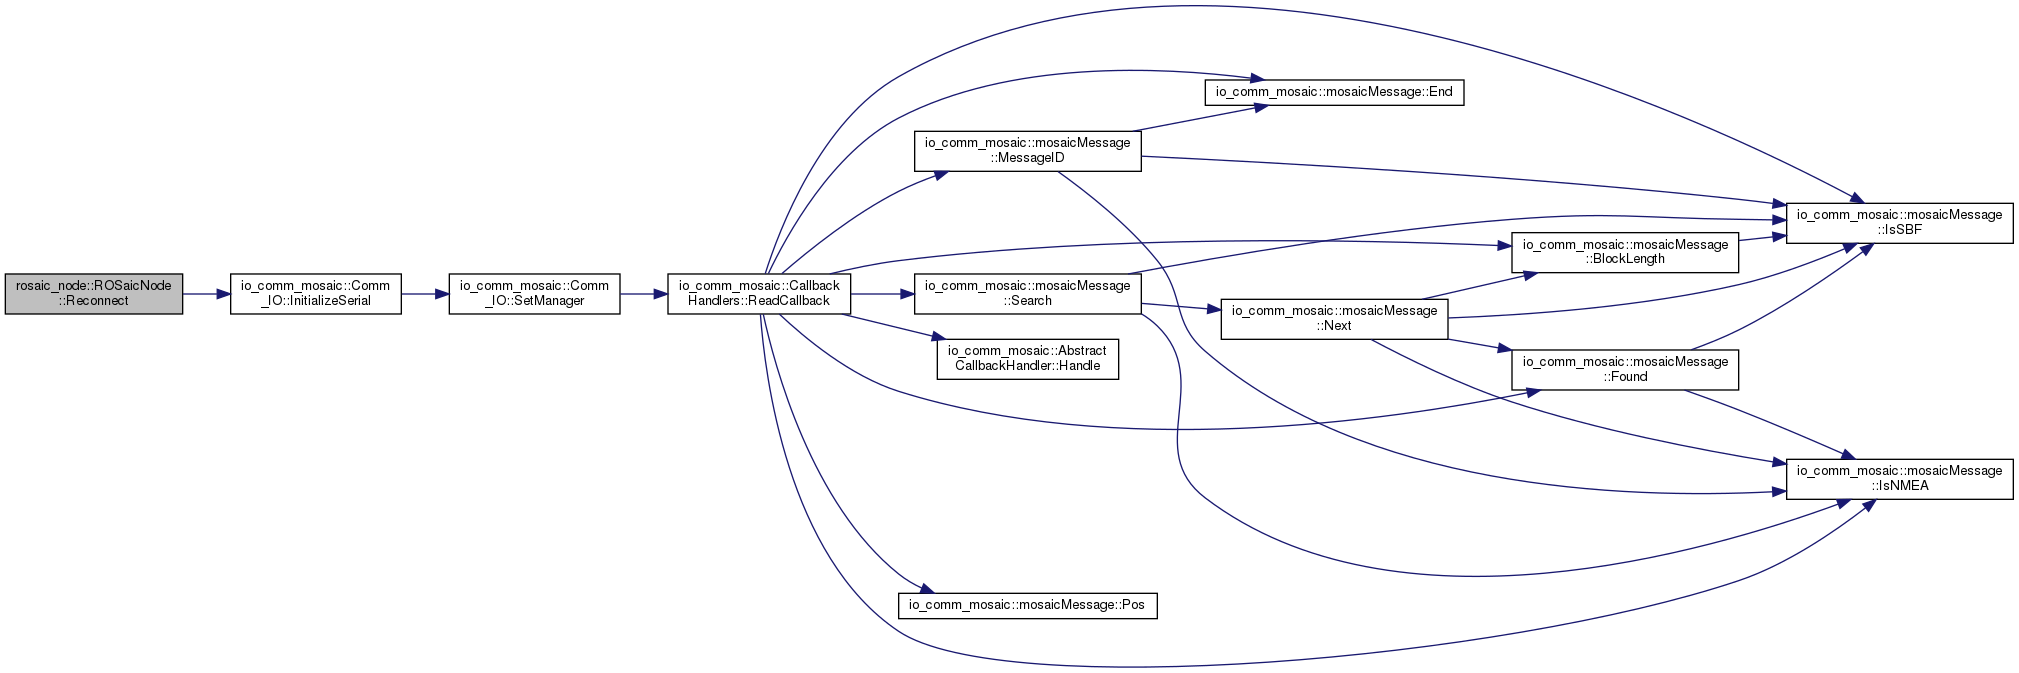 rosaic_node::ROSaicNode
::Reconnect
io_comm_mosaic::Comm
_IO::InitializeSerial
io_comm_mosaic::Comm
_IO::SetManager
io_comm_mosaic::Callback
Handlers::ReadCallback
io_comm_mosaic::mosaicMessage
::MessageID
io_comm_mosaic::mosaicMessage
::Search
io_comm_mosaic::Abstract
CallbackHandler::Handle
io_comm_mosaic::mosaicMessage::Pos
io_comm_mosaic::mosaicMessage::End
io_comm_mosaic::mosaicMessage
::Next
io_comm_mosaic::mosaicMessage
::BlockLength
io_comm_mosaic::mosaicMessage
::Found
io_comm_mosaic::mosaicMessage
::IsSBF
io_comm_mosaic::mosaicMessage
::IsNMEA